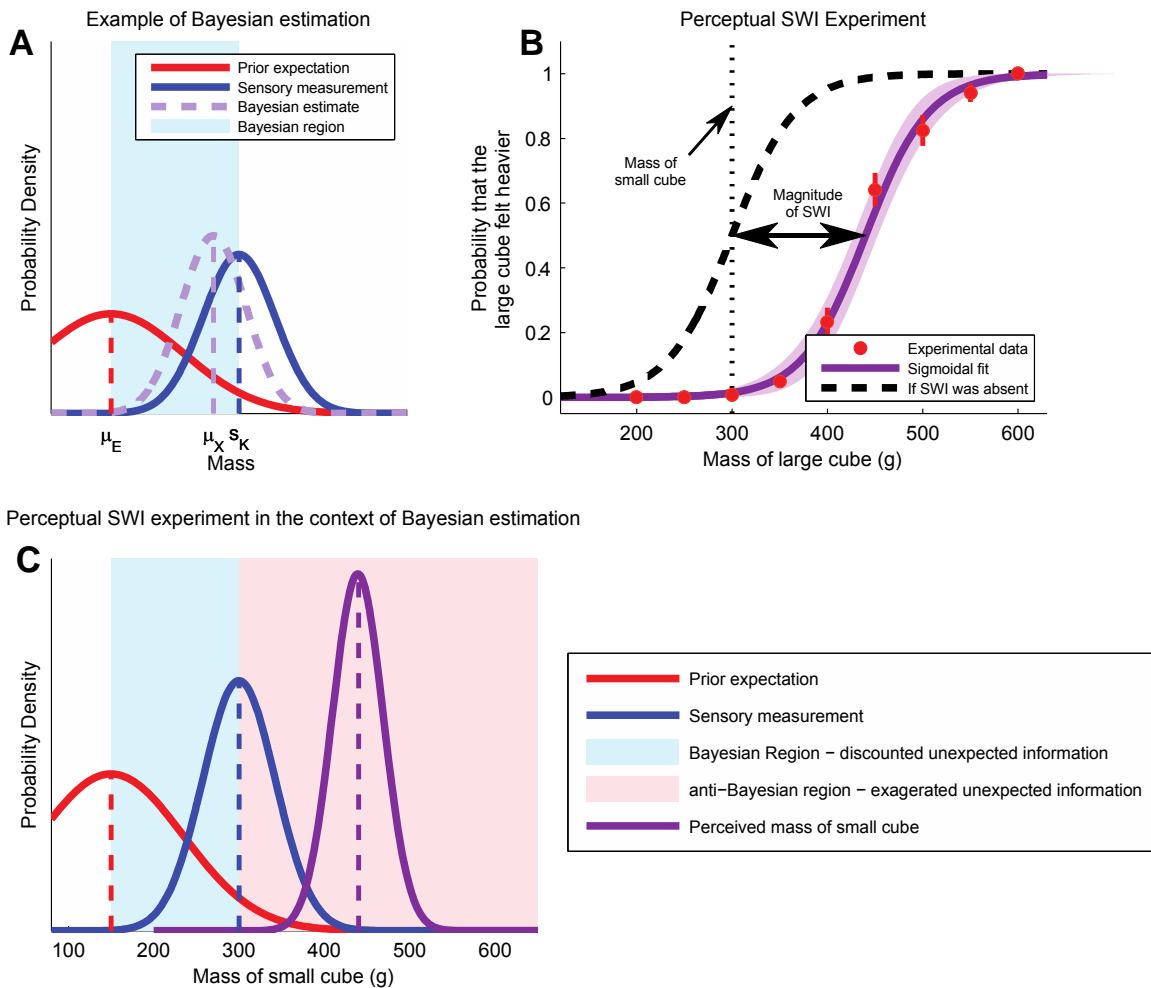 Example of Bayesian estimation
A
Prior expectation
Sensory measurement
Bayesian estimate
Bayesian region
Probability Density
μE
μX
sK
Mass
Perceptual SWI Experiment
B
Probability that the
large cube felt heavier
1
0.8
0.6
0.4
0.2
0
Mass of
small cube
Magnitude
of SWI
Experimental data
Sigmoidal fit
If SWI was absent
200 300 400 500 600
Mass of large cube (g)
Perceptual SWI experiment in the context of Bayesian estimation
C
Probability Density
100 200 300 400 500 600
Mass of small cube (g)
Prior expectation
Sensory measurement
Bayesian Region − discounted unexpected information
anti−Bayesian region − exagerated unexpected information
Perceived mass of small cube